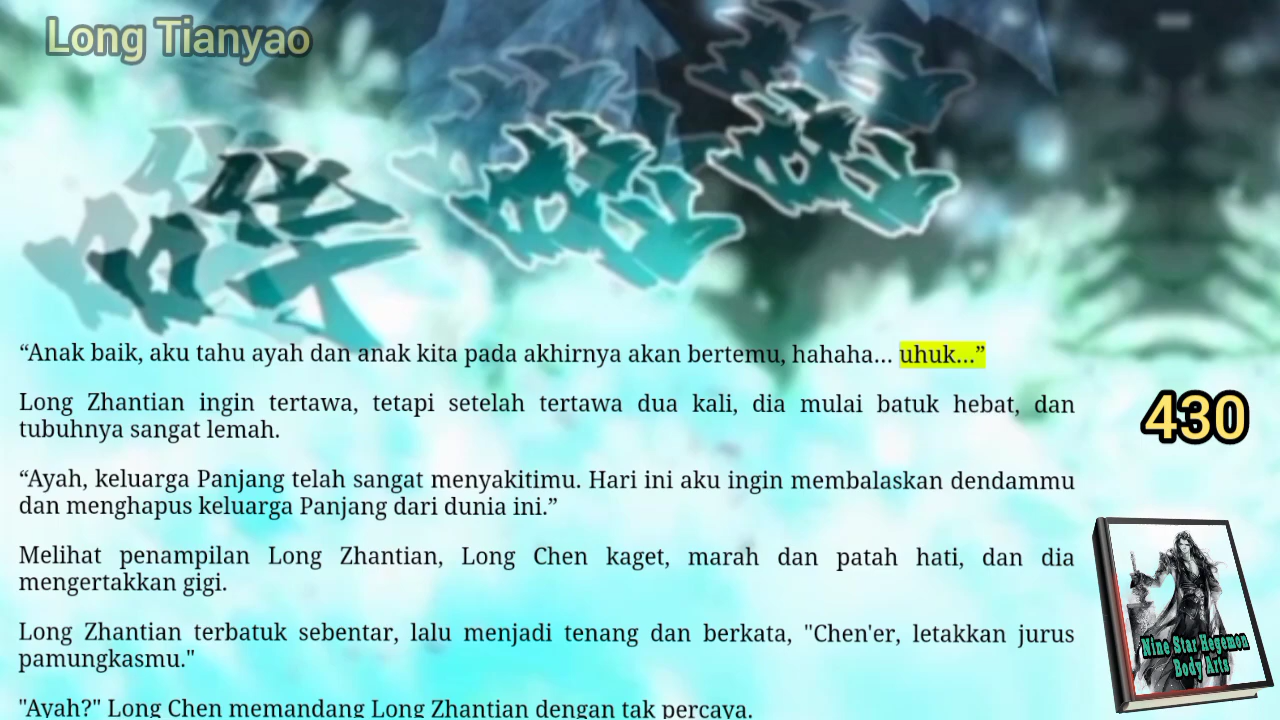 Long Tianyao
“Anak baik, aku tahu ayah dan anak kita pada akhirnya akan bertemu, hahaha... uhuk...”
Long Zhantian ingin tertawa, tetapi setelah tertawa dua kali, dia mulai batuk hebat, dan
tubuhnya sangat lemah.
“Ayah, keluarga Panjang telah sangat menyakitimu. Hari ini aku ingin membalaskan dendammu
dan menghapus keluarga Panjang dari dunia ini.”
Melihat penampilan Long Zhantian, Long Chen kaget, marah dan patah hati, dan dia
mengertakkan gigi.
Long Zhantian terbatuk sebentar, lalu menjadi tenang dan berkata, "Chen'er, letakkan jurus
pamungkasmu."
"Ayah?" Long Chen memandang Long Zhantian dengan tak percaya.
430
Nine Star Hegemon
Body Arts